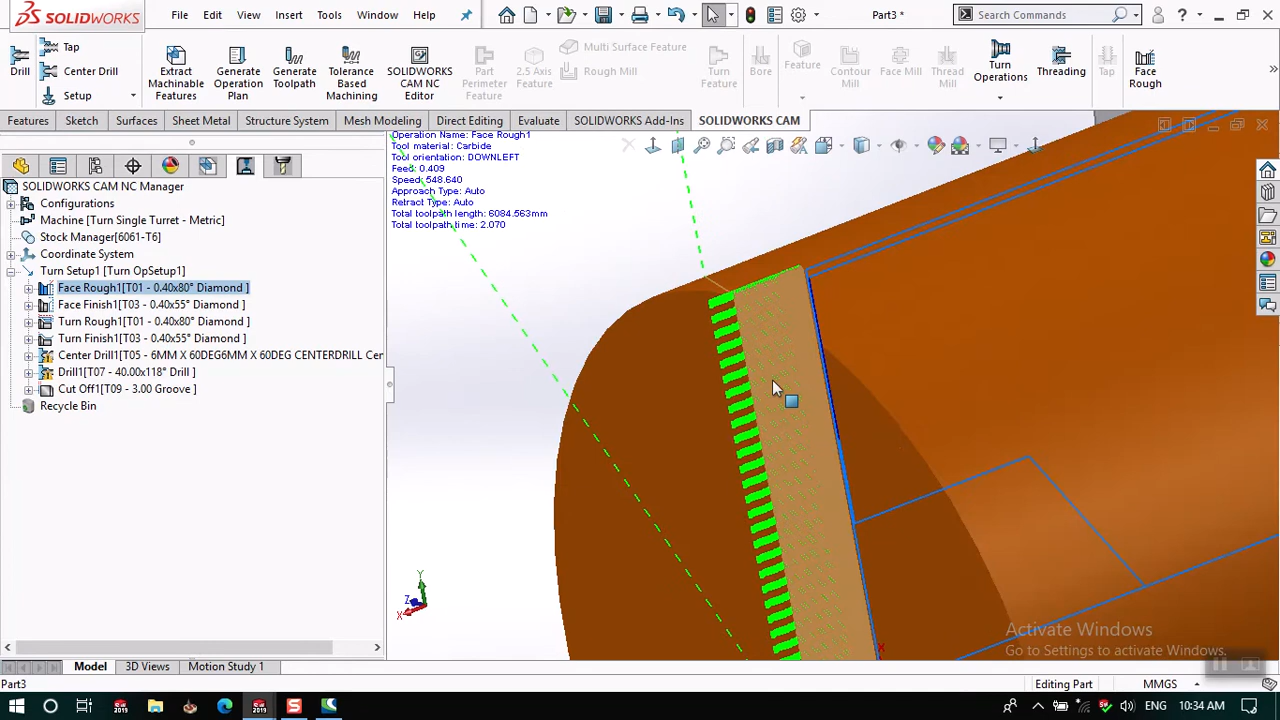 SOLIDWORKS
File Edit View Insert Tools Window Help
Part3 *
Search Commands
Drill
Tap
Center Drill
Setup
Extract Machinable Features
Generate Operation Plan
Generate Toolpath
Tolerance Based Machining
SOLIDWORKS CAM NC Editor
Part Perimeter Feature
2.5 Axis Feature
Multi Surface Feature
Rough Mill
Turn Feature
Bore
Feature
Contour Mill
Face Mill
Thread Mill
Turn Operations
Threading
Tap
Face Rough
Features Sketch Surfaces Sheet Metal Structure System Mesh Modeling Direct Editing Evaluate SOLIDWORKS Add-Ins SOLIDWORKS CAM
Operation Name: Face Rough1
Tool material: Carbide
Tool orientation: DOWNLEFT
Feed: 0.409
Speed: 548.640
Approach Type: Auto
Retract Type: Auto
Total toolpath length: 6084.563mm
Total toolpath time: 2.070
SOLIDWORKS CAM NC Manager
Configurations
Machine [Turn Single Turret - Metric]
Stock Manager[6061-T6]
Coordinate System
Turn Setup1 [Turn OpSetup1]
Face Rough1[T01 - 0.40x80° Diamond ]
Face Finish1[T03 - 0.40x55° Diamond ]
Turn Rough1[T01 - 0.40x80° Diamond ]
Turn Finish1[T03 - 0.40x55° Diamond ]
Center Drill1[T05 - 6MM X 60DEG6MM X 60DEG CENTERDRILL Cen
Drill1[T07 - 40.00x118° Drill ]
Cut Off1[T09 - 3.00 Groove ]
Recycle Bin
Y
Z
X
X
Activate Windows
Go to Settings to activate Windows.
Model 3D Views Motion Study 1
Part3
Editing Part
MMGS
2019
2019
ENG
10:34 AM